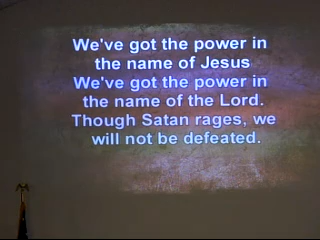 We've got the power in
the name of Jesus
We've got the power in
the name of the Lord.
Though Satan rages, we
will not be defeated.